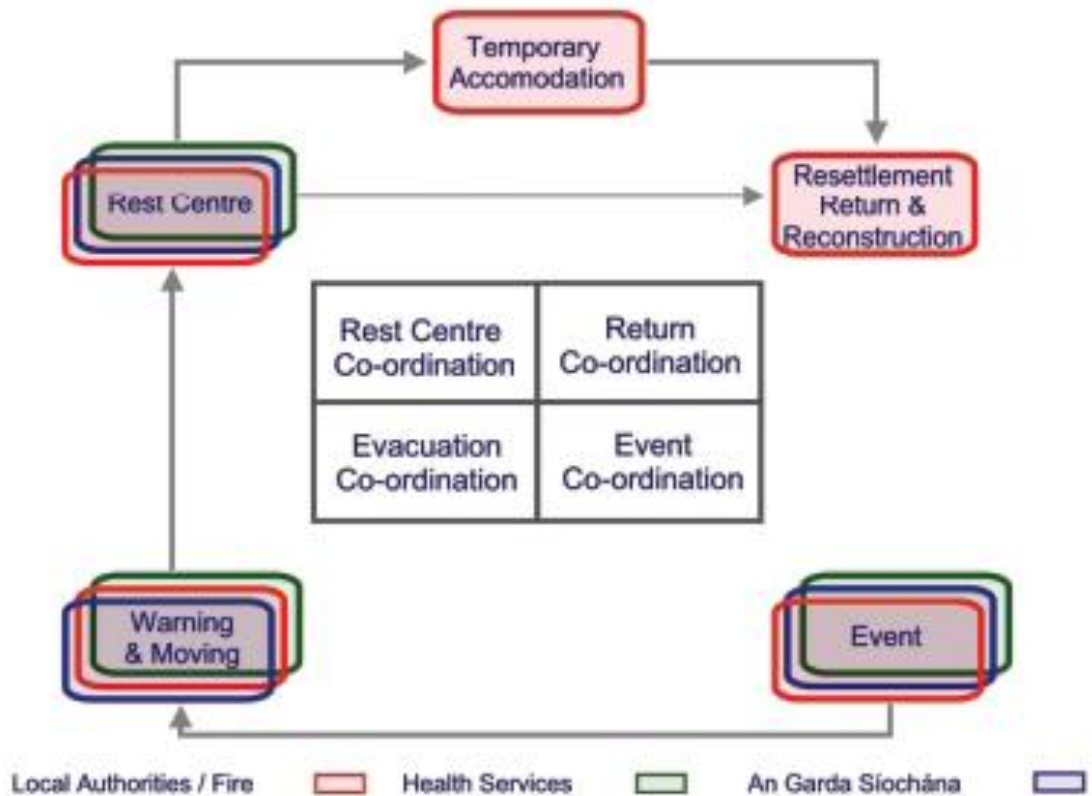 Temporary
Accomodation
Rest Centre
Resettlement
Return &
Reconstruction
Rest Centre
Co-ordination
Return
Co-ordination
Evacuation
Co-ordination
Event
Co-ordination
Warning
& Moving
Event
Local Authorities / Fire
Health Services
An Garda Síochána